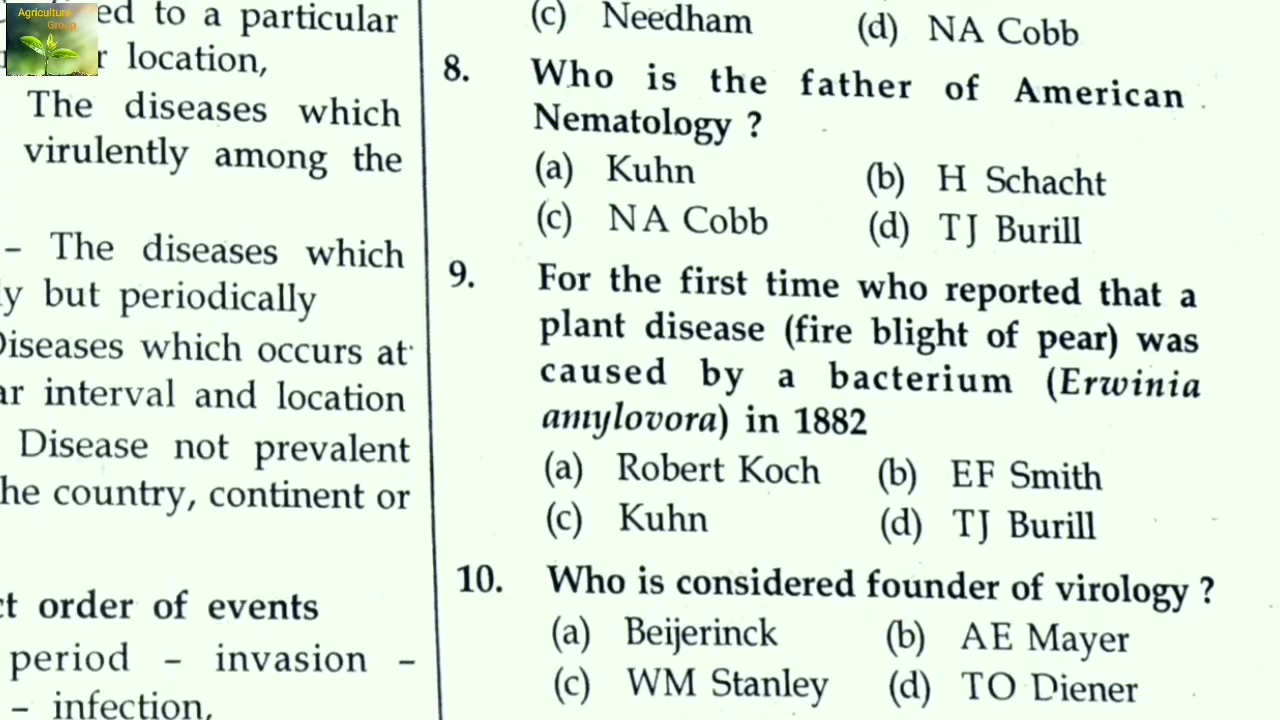 Agriculture
Group
ed to a particular
r location,
The diseases which
virulently among the
– The diseases which
y but periodically
Diseases which occurs at
ar interval and location
Disease not prevalent
he country, continent or
ct order of events
period – invasion –
– infection,
(c) Needham (d) NA Cobb
8. Who is the father of American
Nematology ?
(a) Kuhn (b) H Schacht
(c) NA Cobb (d) TJ Burill
9. For the first time who reported that a
plant disease (fire blight of pear) was
caused by a bacterium (Erwinia
amylovora) in 1882
(a) Robert Koch (b) EF Smith
(c) Kuhn (d) TJ Burill
10. Who is considered founder of virology ?
(a) Beijerinck (b) AE Mayer
(c) WM Stanley (d) TO Diener